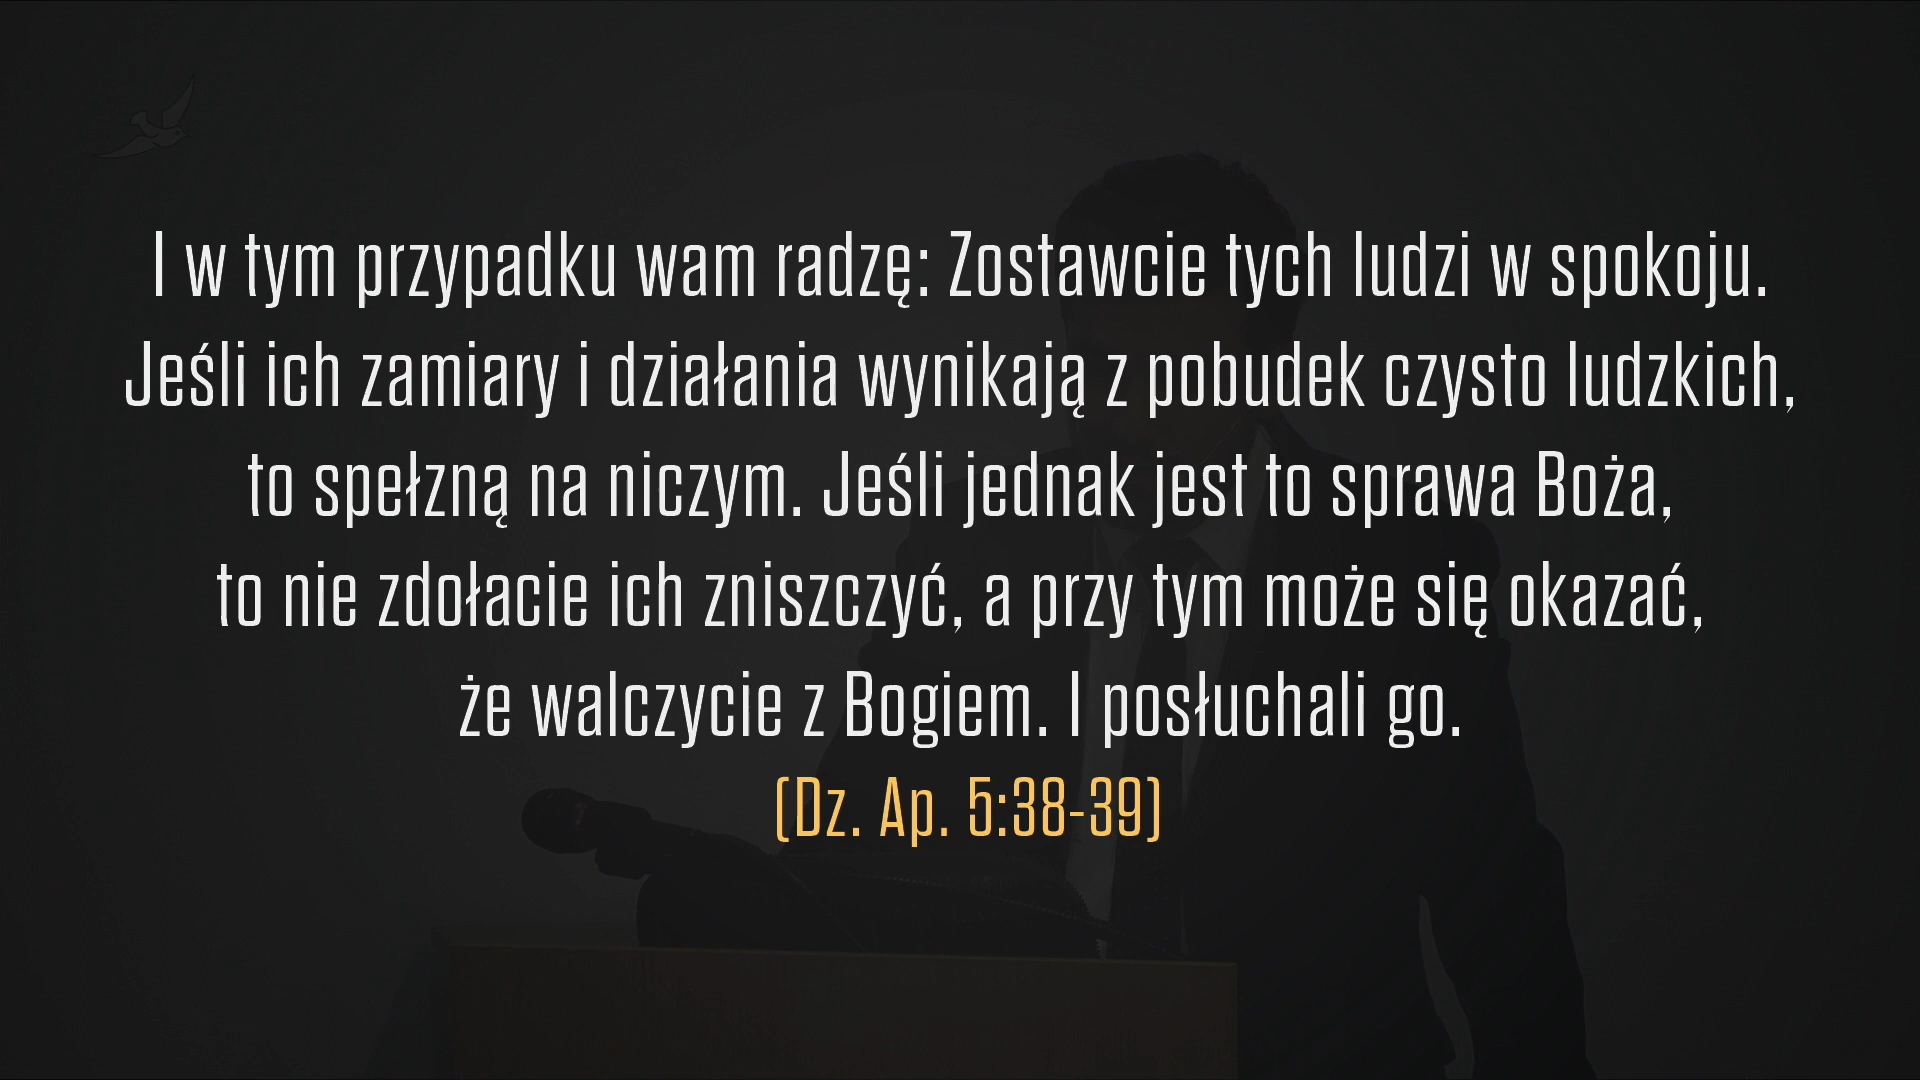 I w tym przypadku wam radzę: Zostawcie tych ludzi w spokoju.
Jeśli ich zamiary i działania wynikają z pobudek czysto ludzkich,
to spełzną na niczym. Jeśli jednak jest to sprawa Boża,
to nie zdołacie ich zniszczyć, a przy tym może się okazać,
że walczycie z Bogiem. I posłuchali go.
(Dz. Ap. 5:38-39)